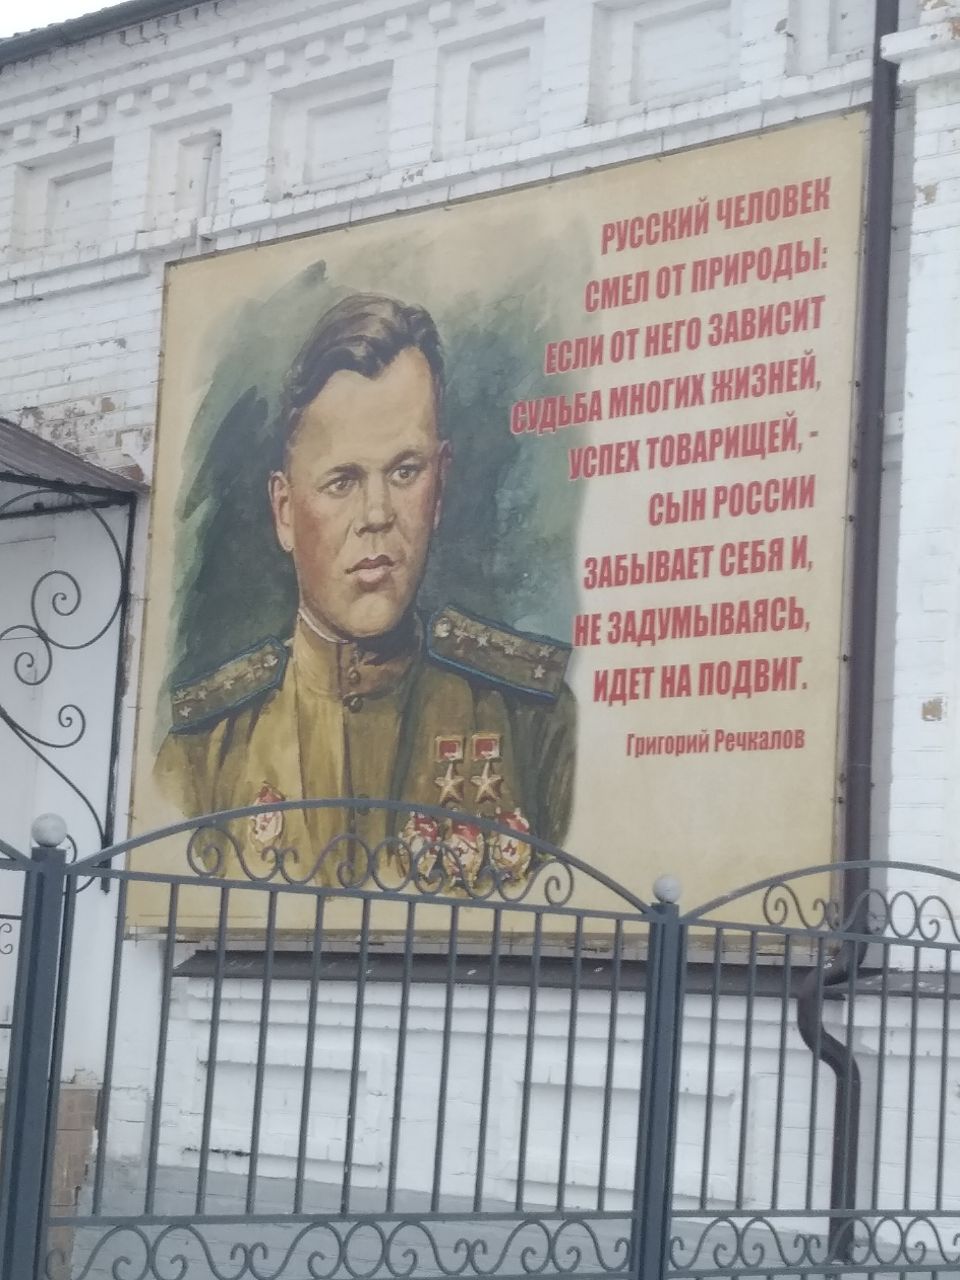 РУССКИЙ ЧЕЛОВЕК
СМЕЛ ОТ ПРИРОДЫ:
ЕСЛИ ОТ НЕГО ЗАВИСИТ
СУДЬБА МНОГИХ ЖИЗНЕЙ,
УСПЕХ ТОВАРИЩЕЙ, -
СЫН РОССИИ
ЗАБЫВАЕТ СЕБЯ И,
НЕ ЗАДУМЫВАЯСЬ,
ИДЕТ НА ПОДВИГ.
Григорий Речкалов